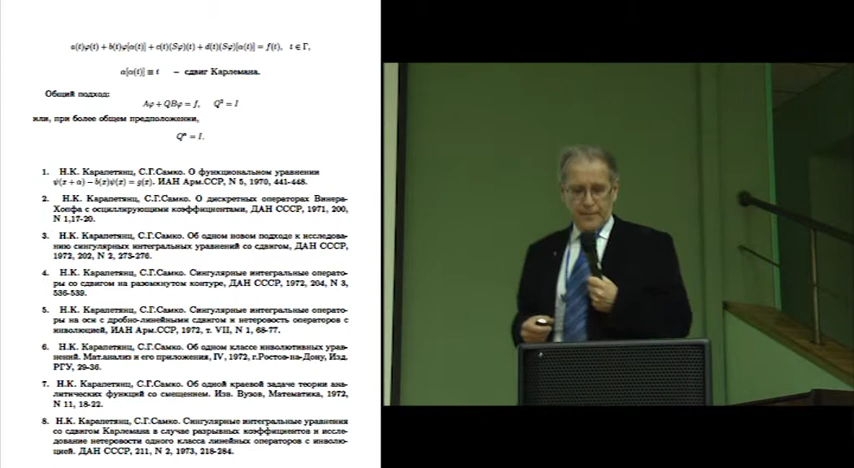 a(t)φ(t) + b(t)φ[α(t)] + c(t)(Sφ)(t) + d(t)(Sφ)[α(t)] = f(t), t ∈ Γ,
α[α(t)] ≡ t – сдвиг Карлемана.
Общий подход:
Aφ + QBφ = f, Q² = I
или, при более общем предположении,
Qⁿ = I.
1. Н.К. Карапетянц, С.Г.Самко. О функциональном уравнении
ψ(x + α) − b(x)ψ(x) = g(x). ИАН Арм.ССР, N 5, 1970, 441-448.
2. Н.К. Карапетянц, С.Г.Самко. О дискретных операторах Винера-
Хопфа с осциллирующими коэффициентами, ДАН СССР, 1971, 200,
N 1,17-20.
3. Н.К. Карапетянц, С.Г.Самко. Об одном новом подходе к исследова-
нию сингулярных интегральных уравнений со сдвигом, ДАН СССР,
1972, 202, N 2, 273-276.
4. Н.К. Карапетянц, С.Г.Самко. Сингулярные интегральные операто-
ры со сдвигом на разомкнутом контуре, ДАН СССР, 1972, 204, N 3,
536-539.
5. Н.К. Карапетянц, С.Г.Самко. Сингулярные интегральные операто-
ры на оси с дробно-линейными сдвигом и нетеровость операторов с
инволюцией, ИАН Арм.ССР, 1972, т. VII, N 1, 68-77.
6. Н.К. Карапетянц, С.Г.Самко. Об одном классе инволютивных урав-
нений. Мат.анализ и его приложения, IV, 1972, г.Ростов-на-Дону, Изд.
РГУ, 29-36.
7. Н.К. Карапетянц, С.Г.Самко. Об одной краевой задаче теории ана-
литических функций со смещением. Изв. Вузов, Математика, 1972,
N 11, 18-22.
8. Н.К. Карапетянц, С.Г.Самко. Сингулярные интегральные уравнения
со сдвигом Карлемана в случае разрывных коэффициентов и иссле-
дование нетеровости одного класса линейных операторов с инволю-
цией. ДАН СССР, 211, N 2, 1973, 218-284.